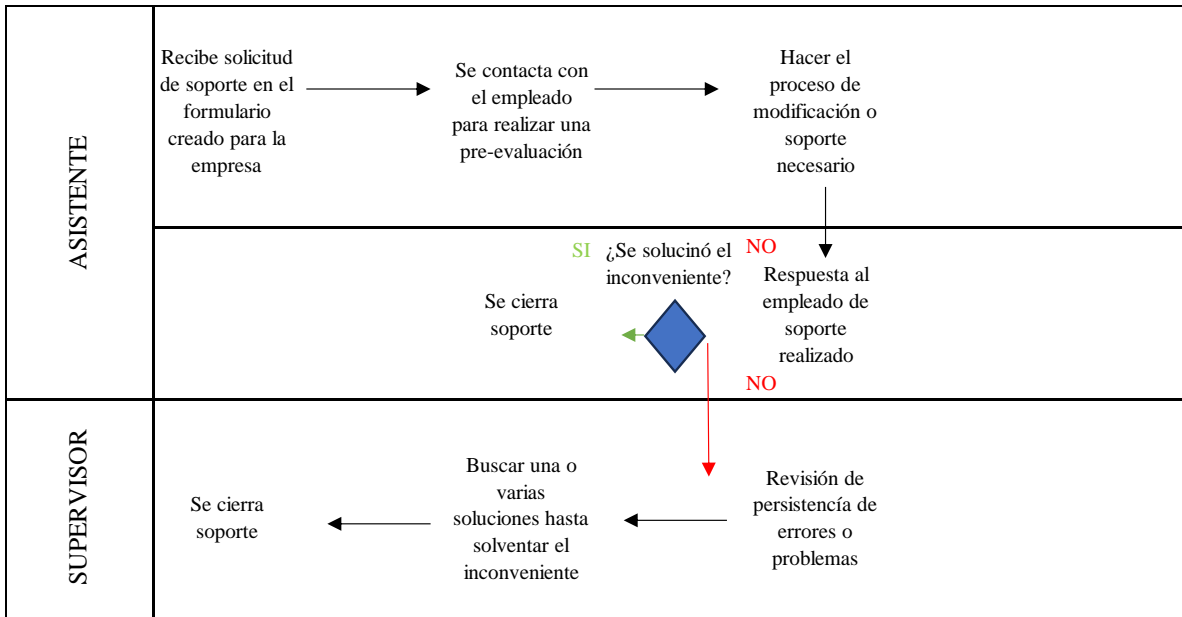 ASISTENTE
Recibe solicitud
de soporte en el
formulario
creado para la
empresa
Se contacta con
el empleado
para realizar una
pre-evaluación
Hacer el
proceso de
modificación o
soporte
necesario
SI
¿Se solucinó el
inconveniente?
NO
Se cierra
soporte
Respuesta al
empleado de
soporte
realizado
NO
SUPERVISOR
Se cierra
soporte
Buscar una o
varias
soluciones hasta
solventar el
inconveniente
Revisión de
persistencía de
errores o
problemas